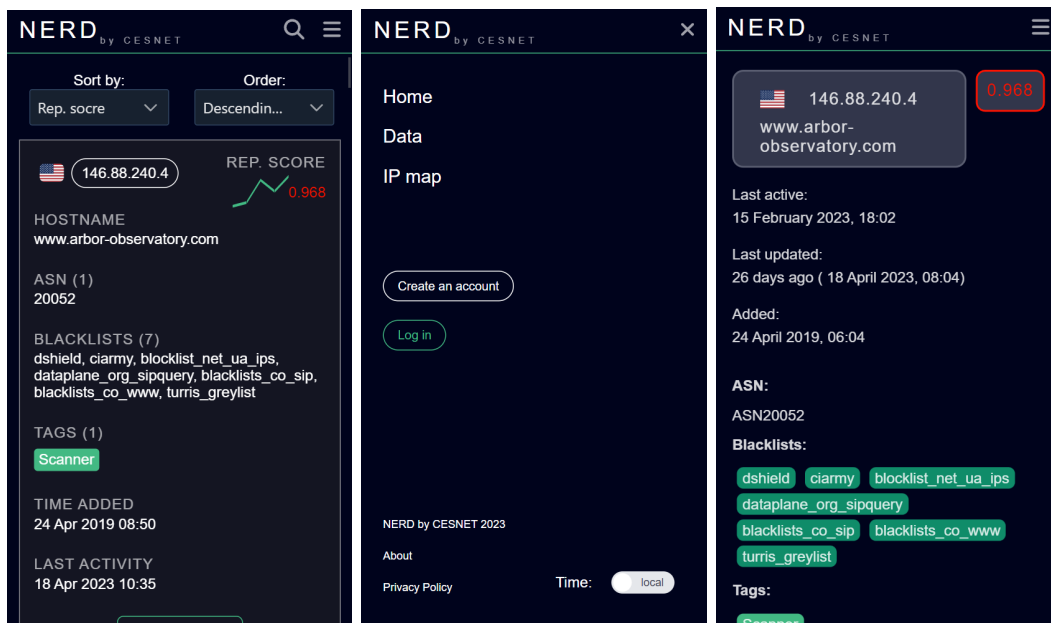 NERD by CESNET
Sort by: Order:
Rep. socre Descendin...
146.88.240.4
REP. SCORE
0.968
HOSTNAME
www.arbor-observatory.com
ASN (1)
20052
BLACKLISTS (7)
dshield, ciarmy, blocklist_net_ua_ips,
dataplane_org_sipquery, blacklists_co_sip,
blacklists_co_www, turris_greylist
TAGS (1)
Scanner
TIME ADDED
24 Apr 2019 08:50
LAST ACTIVITY
18 Apr 2023 10:35
NERD by CESNET
Home
Data
IP map
Create an account
Log in
NERD by CESNET 2023
About
Privacy Policy
Time: local
NERD by CESNET
146.88.240.4
www.arbor-
observatory.com
0.968
Last active:
15 February 2023, 18:02
Last updated:
26 days ago ( 18 April 2023, 08:04)
Added:
24 April 2019, 06:04
ASN:
ASN20052
Blacklists:
dshield ciarmy blocklist_net_ua_ips
dataplane_org_sipquery
blacklists_co_sip blacklists_co_www
turris_greylist
Tags:
Scanner